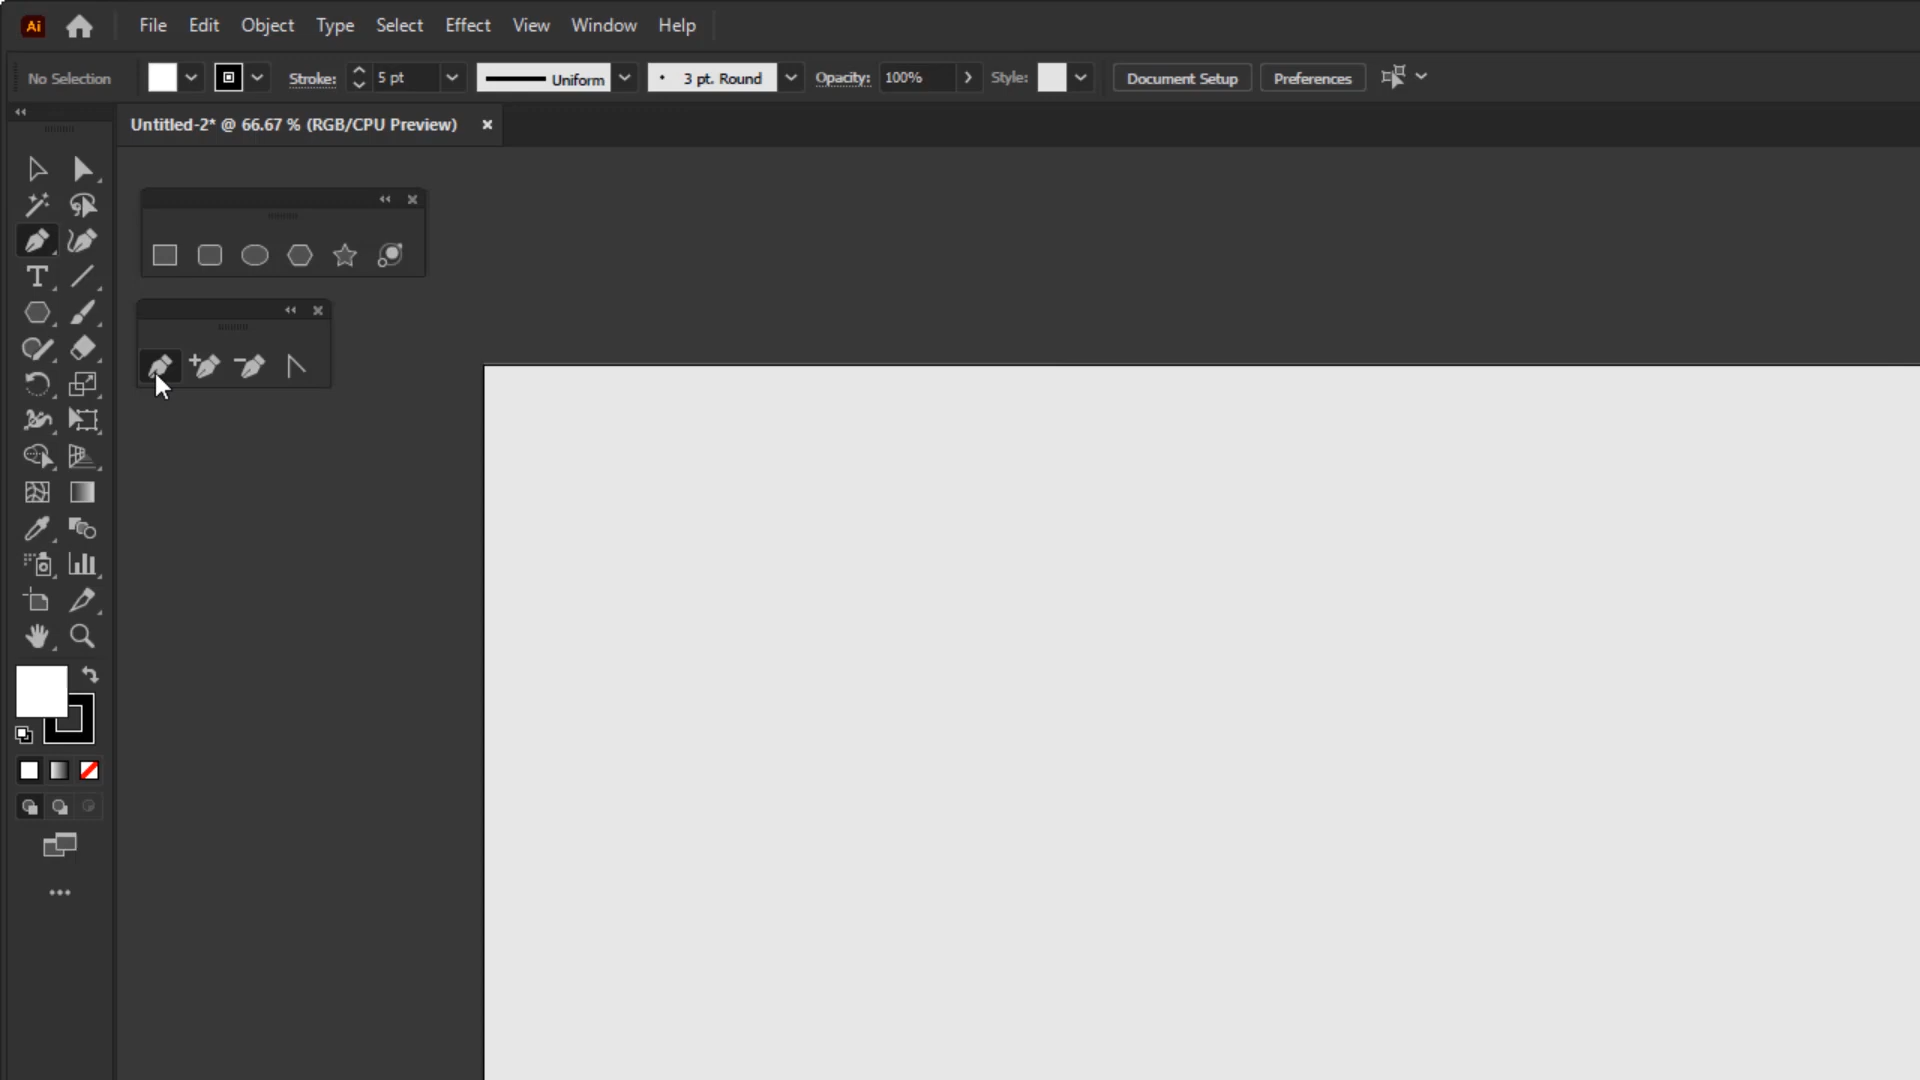 Ai File Edit Object Type Select Effect View Window Help
No Selection Stroke: 5 pt Uniform 3 pt. Round Opacity: 100% Style: Document Setup Preferences
Untitled-2* @ 66.67 % (RGB/CPU Preview)